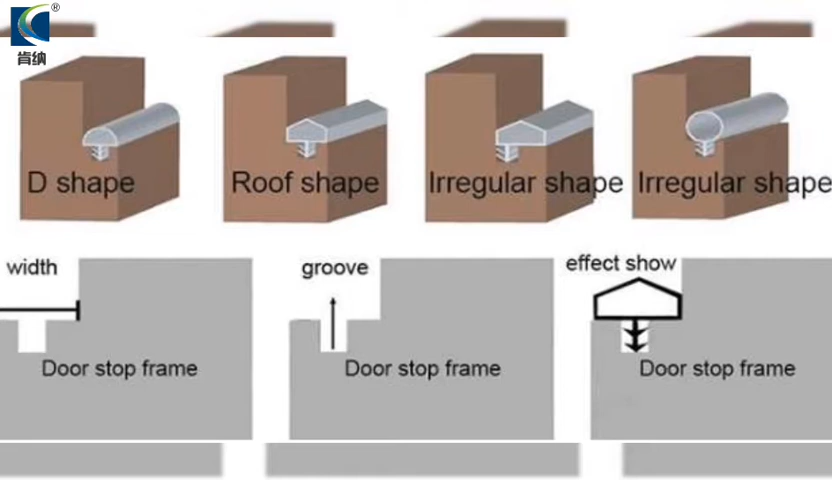 ®
肯纳
D shape
Roof shape
Irregular shape
Irregular shape
width
groove
effect show
Door stop frame
Door stop frame
Door stop frame